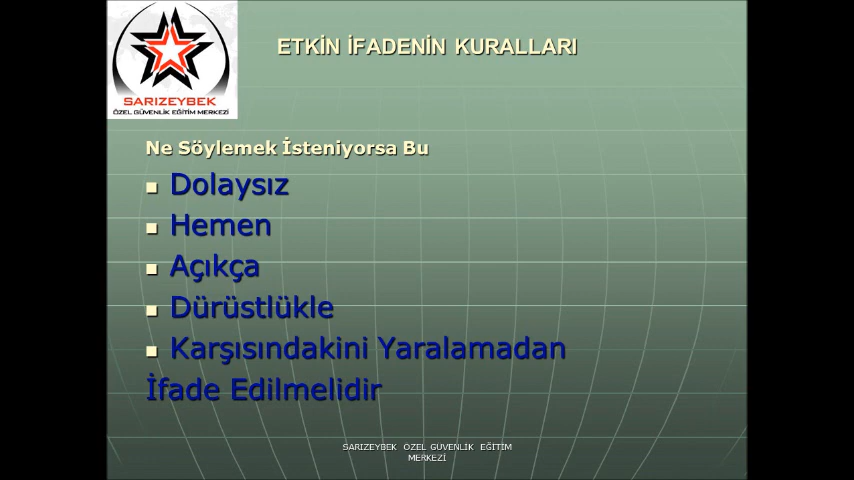 SARIZEYBEK
ÖZEL GÜVENLİK EĞİTİM MERKEZİ
ETKİN İFADENİN KURALLARI
Ne Söylemek İsteniyorsa Bu
Dolaysız
Hemen
Açıkça
Dürüstlükle
Karşısındakini Yaralamadan
İfade Edilmelidir
SARIZEYBEK ÖZEL GÜVENLİK EĞİTİM
MERKEZİ